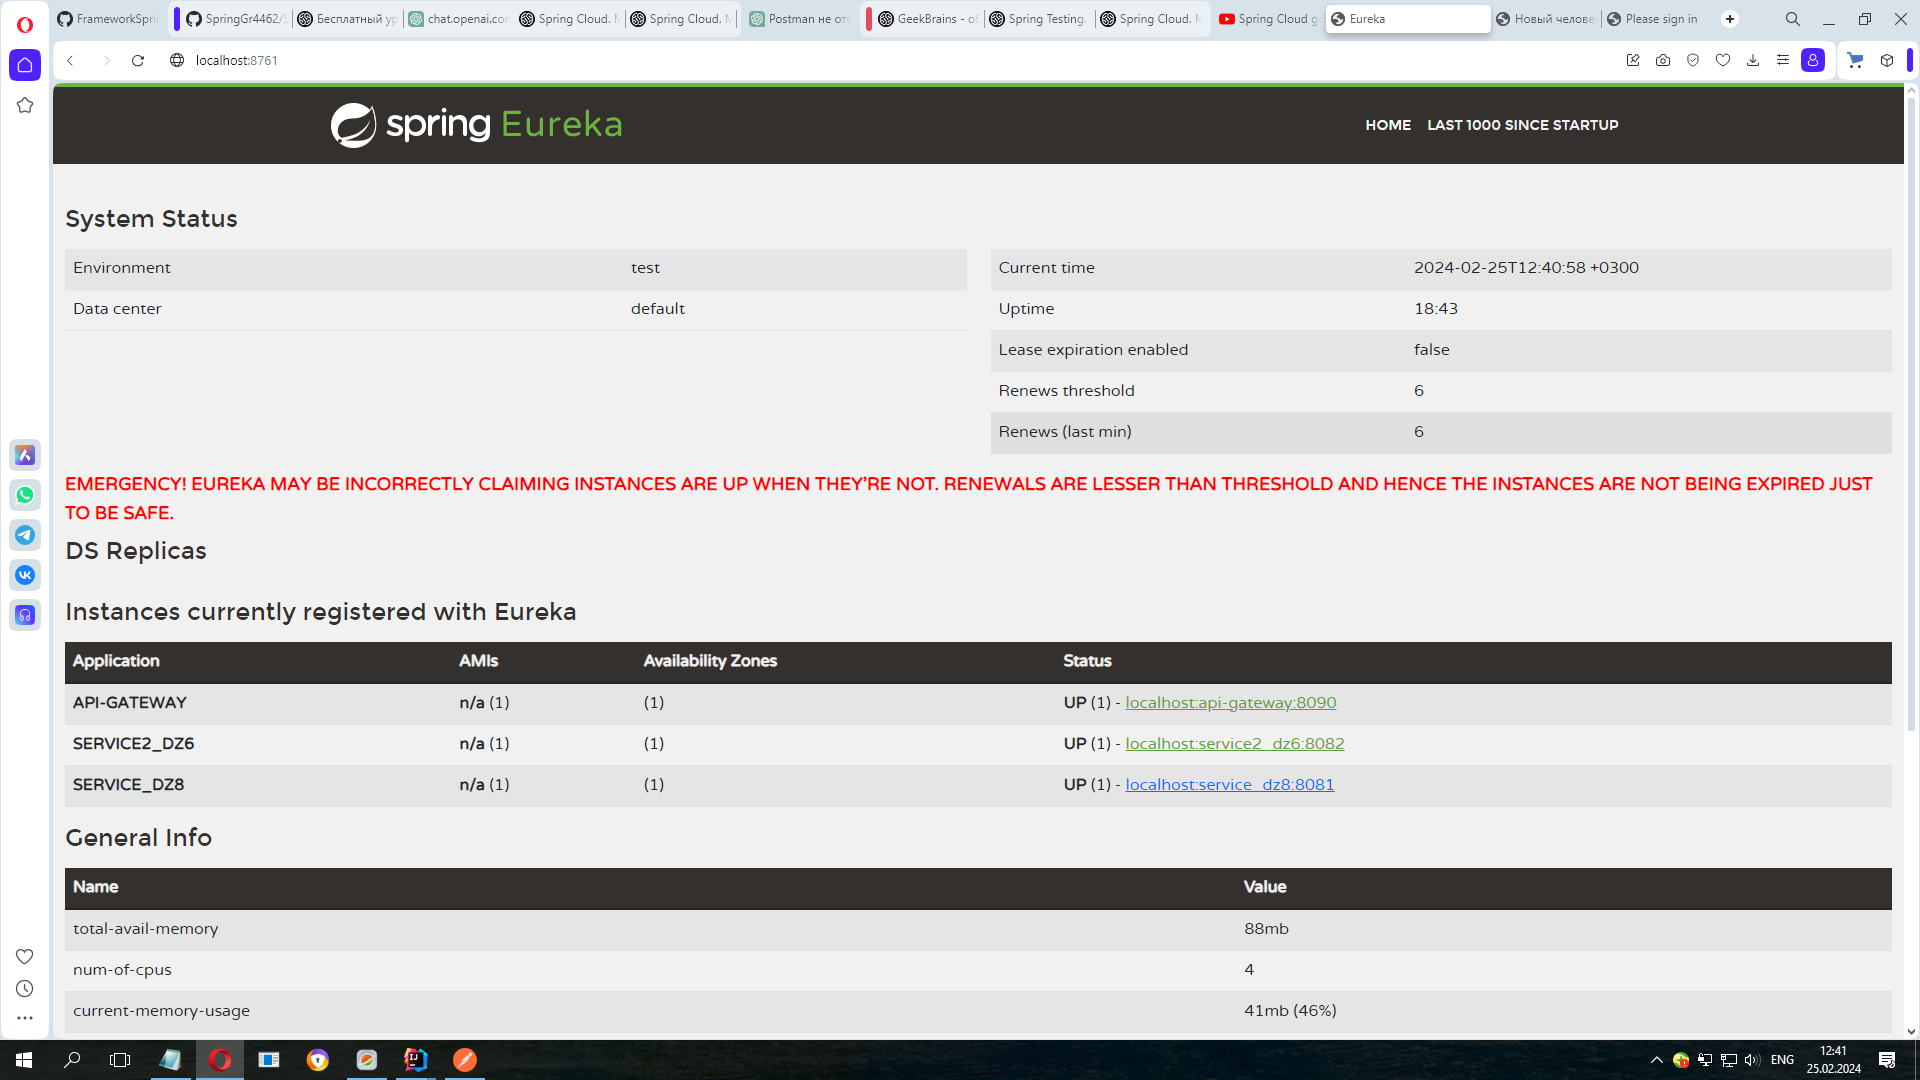 FrameworkSpri
SpringGr4462/S
Бесплатный ур
chat.openai.con
Spring Cloud. М
Spring Cloud. М
Postman не отп
GeekBrains - об
Spring Testing.
Spring Cloud. М
Spring Cloud ga
Eureka
Новый челове
Please sign in
localhost:8761
spring Eureka
HOME LAST 1000 SINCE STARTUP
System Status
Environment test
Data center default
Current time 2024-02-25T12:40:58 +0300
Uptime 18:43
Lease expiration enabled false
Renews threshold 6
Renews (last min) 6
EMERGENCY! EUREKA MAY BE INCORRECTLY CLAIMING INSTANCES ARE UP WHEN THEY'RE NOT. RENEWALS ARE LESSER THAN THRESHOLD AND HENCE THE INSTANCES ARE NOT BEING EXPIRED JUST
TO BE SAFE.
DS Replicas
Instances currently registered with Eureka
Application AMIs Availability Zones Status
API-GATEWAY n/a (1) (1) UP (1) - localhost:api-gateway:8090
SERVICE2_DZ6 n/a (1) (1) UP (1) - localhost:service2_dz6:8082
SERVICE_DZ8 n/a (1) (1) UP (1) - localhost:service_dz8:8081
General Info
Name Value
total-avail-memory 88mb
num-of-cpus 4
current-memory-usage 41mb (46%)
ENG
12:41
25.02.2024